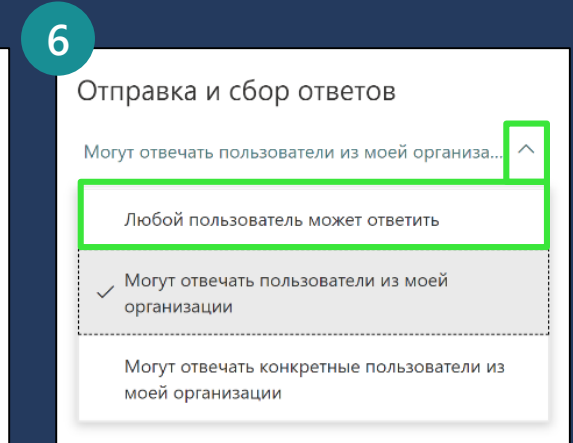 6
Отправка и сбор ответов
Могут отвечать пользователи из моей организа...
Любой пользователь может ответить
Могут отвечать пользователи из моей
организации
Могут отвечать конкретные пользователи из
моей организации